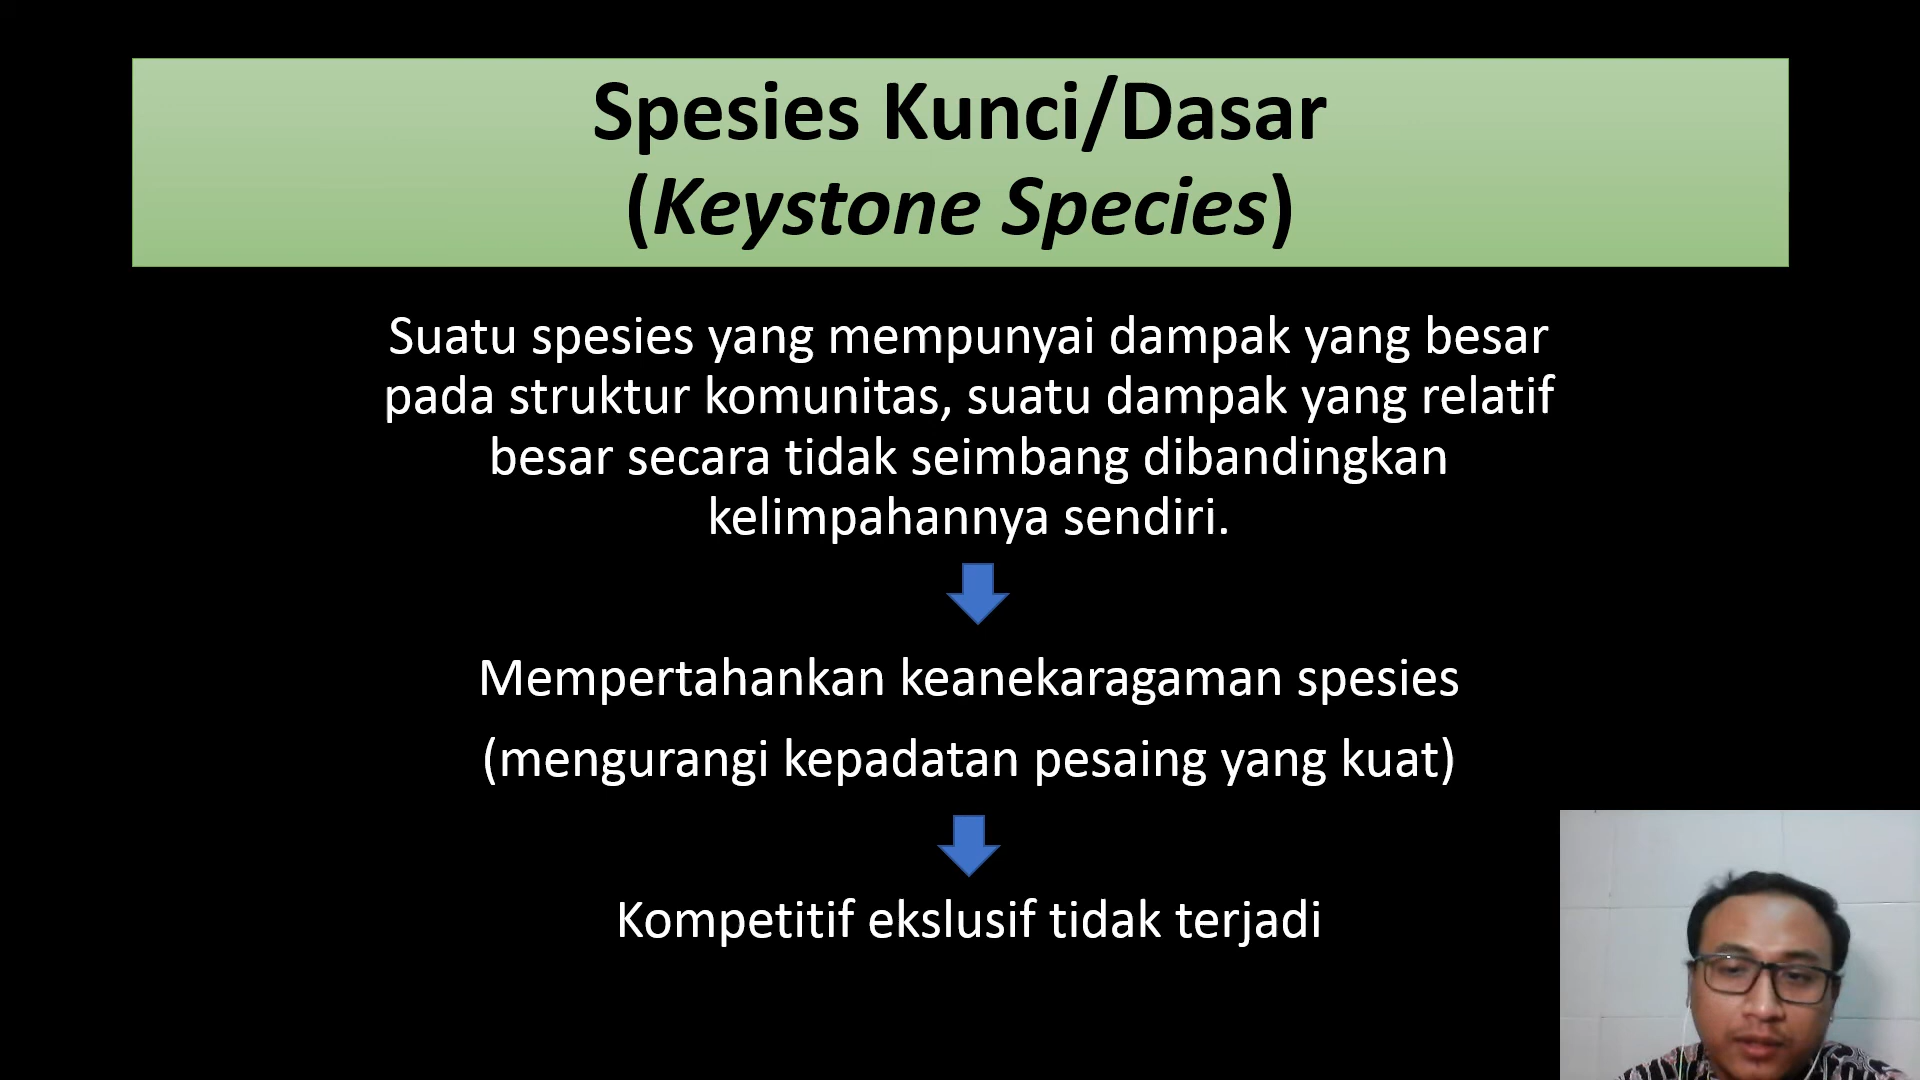 Spesies Kunci/Dasar
(Keystone Species)
Suatu spesies yang mempunyai dampak yang besar
pada struktur komunitas, suatu dampak yang relatif
besar secara tidak seimbang dibandingkan
kelimpahannya sendiri.
Mempertahankan keanekaragaman spesies
(mengurangi kepadatan pesaing yang kuat)
Kompetitif ekslusif tidak terjadi